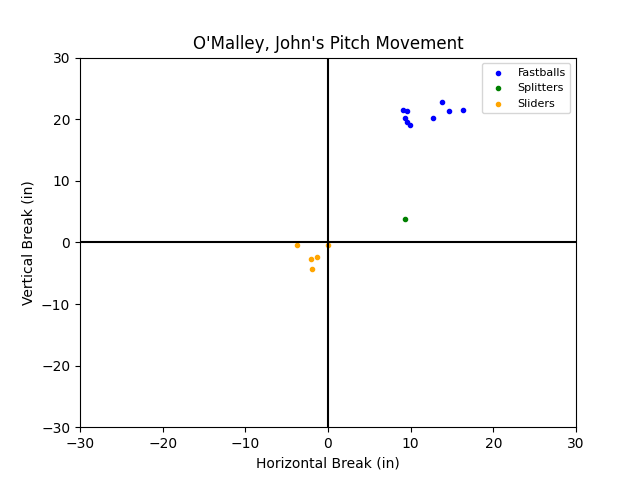 O'Malley, John's Pitch Movement
Fastballs
Splitters
Sliders
Vertical Break (in)
30
20
10
0
−10
−20
−30
−30
−20
−10
0
10
20
30
Horizontal Break (in)